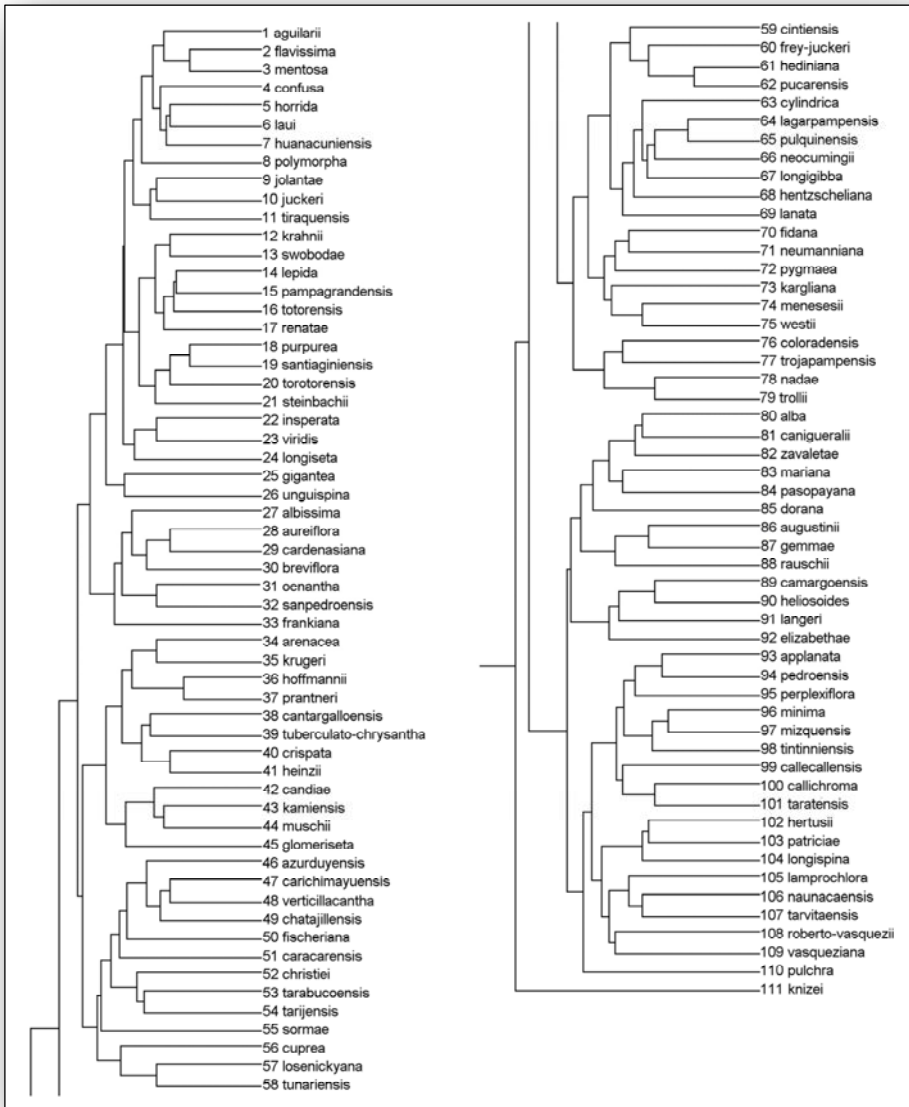 1 aguilarii
2 flavissima
3 mentosa
4 confusa
5 horrida
6 laui
7 huanacuniensis
8 polymorpha
9 jolantae
10 juckeri
11 tiraquensis
12 krahnii
13 swobodae
14 lepida
15 pampagrandensis
16 totorensis
17 renatae
18 purpurea
19 santiaginiensis
20 torotorensis
21 steinbachii
22 insperata
23 viridis
24 longiseta
25 gigantea
26 unguispina
27 albissima
28 aureiflora
29 cardenasiana
30 breviflora
31 oenantha
32 sanpedroensis
33 frankiana
34 arenacea
35 krugeri
36 hoffmannii
37 prantneri
38 cantargalloensis
39 tuberculato-chrysantha
40 crispata
41 heinzii
42 candiae
43 kamiensis
44 muschii
45 glomeriseta
46 azurduyensis
47 carichimayuensis
48 verticillacantha
49 chatajillensis
50 fischeriana
51 caracarensis
52 christiei
53 tarabucoensis
54 tarijensis
55 sormae
56 cuprea
57 losenickyana
58 tunariensis
59 cintiensis
60 frey-juckeri
61 hediniana
62 pucarensis
63 cylindrica
64 lagarpampensis
65 pulquinensis
66 neocumingii
67 longigibba
68 hentzscheliana
69 lanata
70 fidana
71 neumanniana
72 pygmaea
73 kargliana
74 menesesii
75 westii
76 coloradensis
77 trojapampensis
78 nadae
79 trollii
80 alba
81 canigueralii
82 zavaletae
83 mariana
84 pasopayana
85 dorana
86 augustinii
87 gemmae
88 rauschii
89 camargoensis
90 heliosoides
91 langeri
92 elizabethae
93 applanata
94 pedroensis
95 perplexiflora
96 minima
97 mizquensis
98 tintinniensis
99 callecallensis
100 callichroma
101 taratensis
102 hertusii
103 patriciae
104 longispina
105 lamprochlora
106 naunacaensis
107 tarvitaensis
108 roberto-vasquezii
109 vasqueziana
110 pulchra
111 knizei